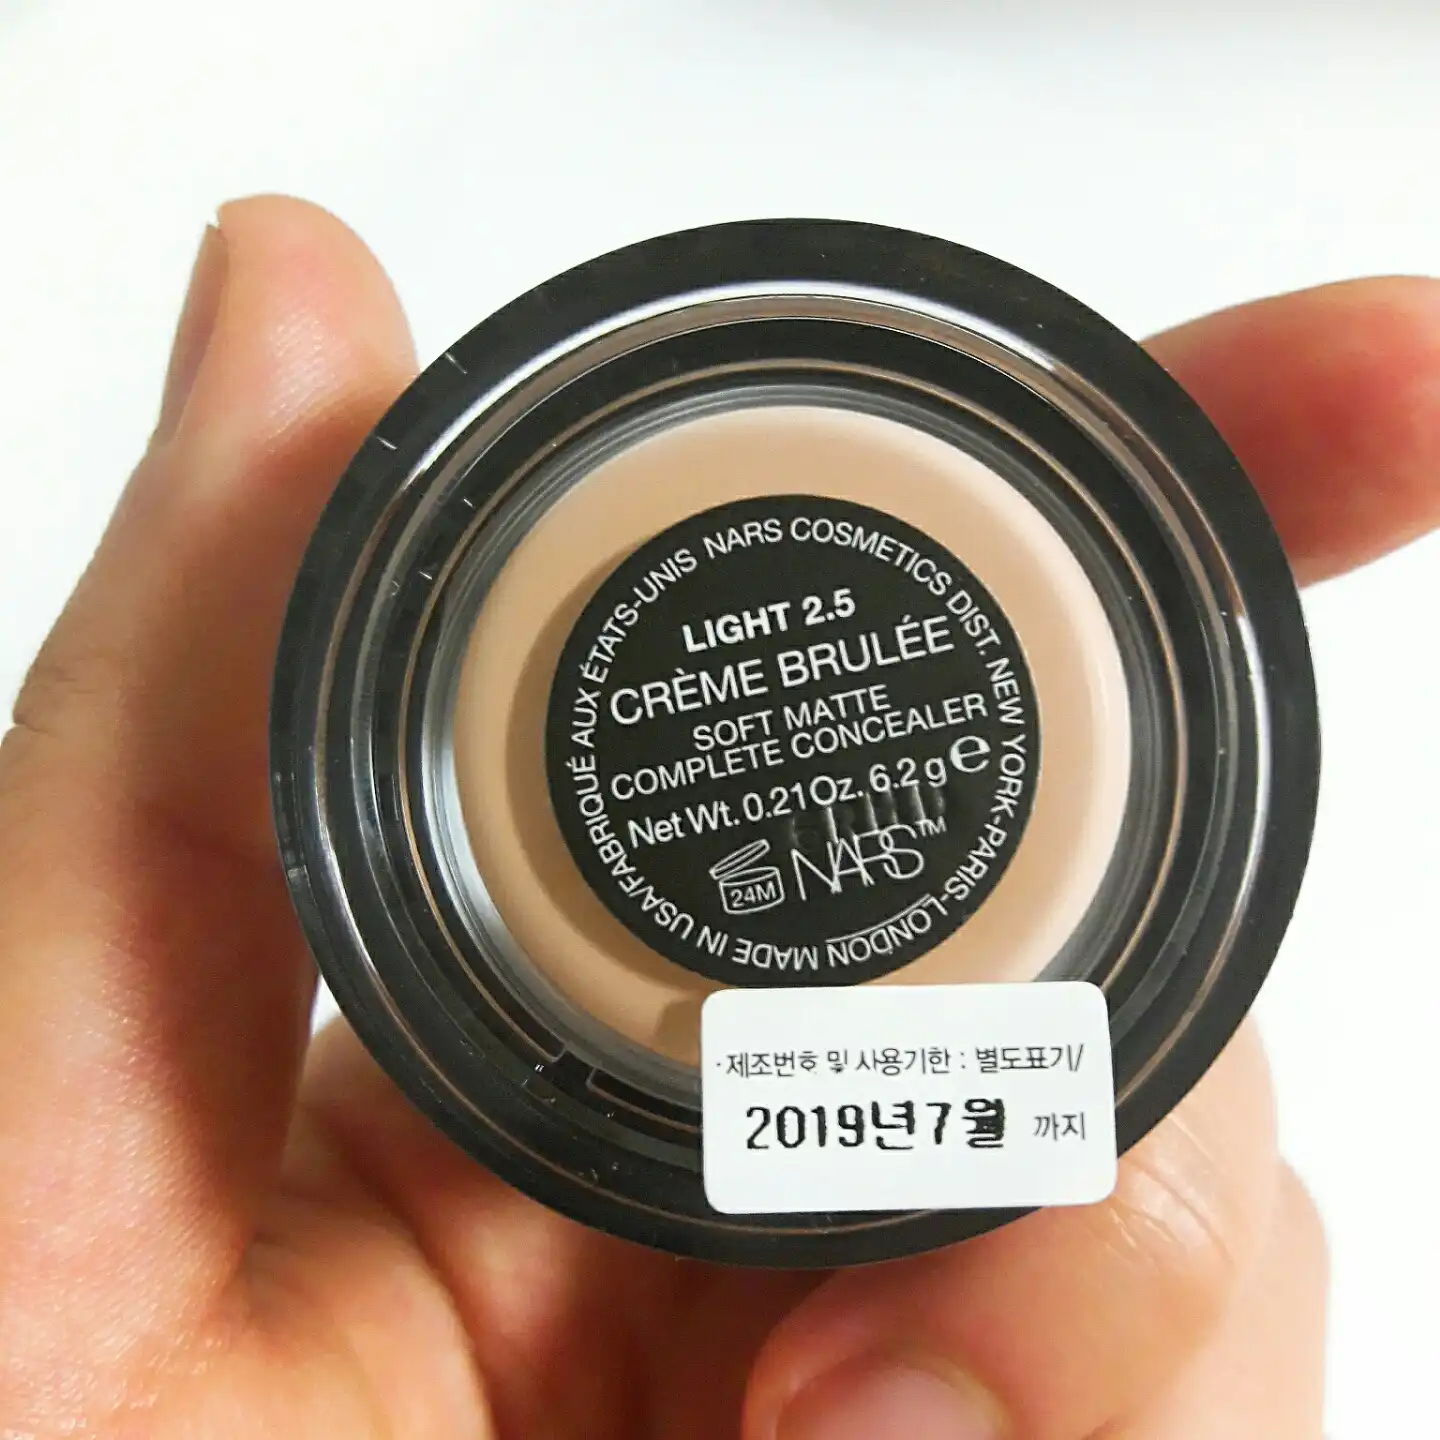 NARS COSMETICS DIST. NEW YORK-PARIS-LONDON MADE IN USA/FABRIQUÉ AUX ÉTATS-UNIS
LIGHT 2.5
CRÈME BRULÉE
SOFT MATTE
COMPLETE CONCEALER
Net Wt. 0.21 Oz. 6.2 g e
24M NARS™
·제조번호 및 사용기한 : 별도표기/
2019년 7월 까지